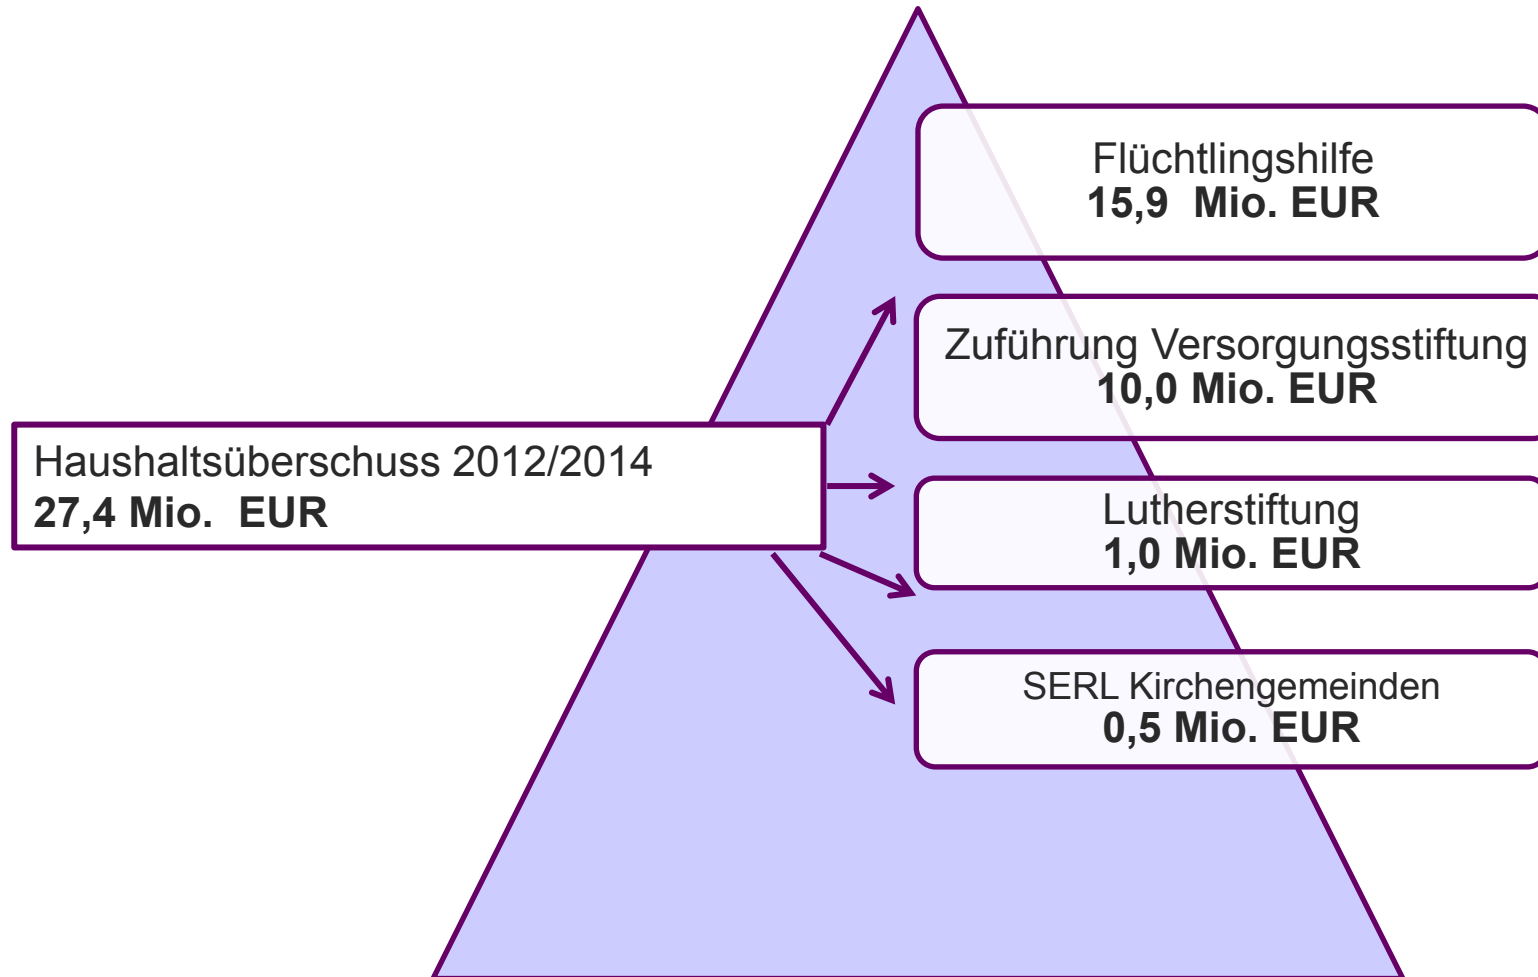 Flüchtlingshilfe
15,9  Mio. EUR
Zuführung Versorgungsstiftung
10,0 Mio. EUR
Haushaltsüberschuss 2012/2014
27,4 Mio.  EUR
Lutherstiftung
1,0 Mio. EUR
SERL Kirchengemeinden
0,5 Mio. EUR